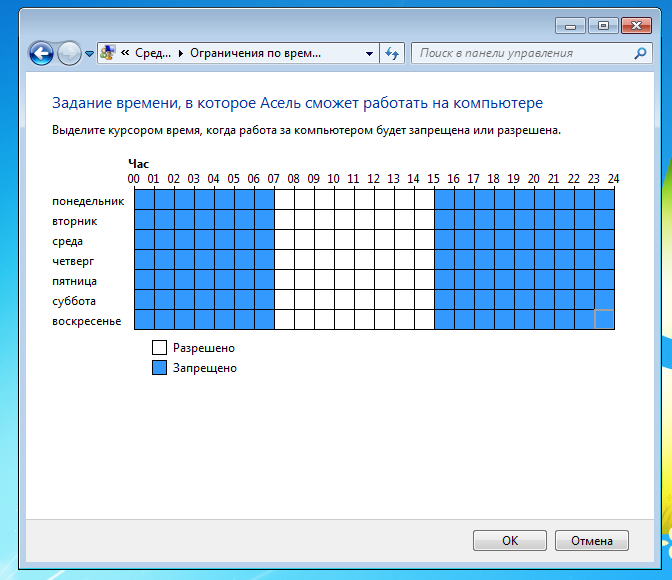 « Сред... ▸ Ограничения по врем...
Поиск в панели управления
Задание времени, в которое Асель сможет работать на компьютере
Выделите курсором время, когда работа за компьютером будет запрещена или разрешена.
Час
00 01 02 03 04 05 06 07 08 09 10 11 12 13 14 15 16 17 18 19 20 21 22 23 24
понедельник
вторник
среда
четверг
пятница
суббота
воскресенье
Разрешено
Запрещено
ОК Отмена